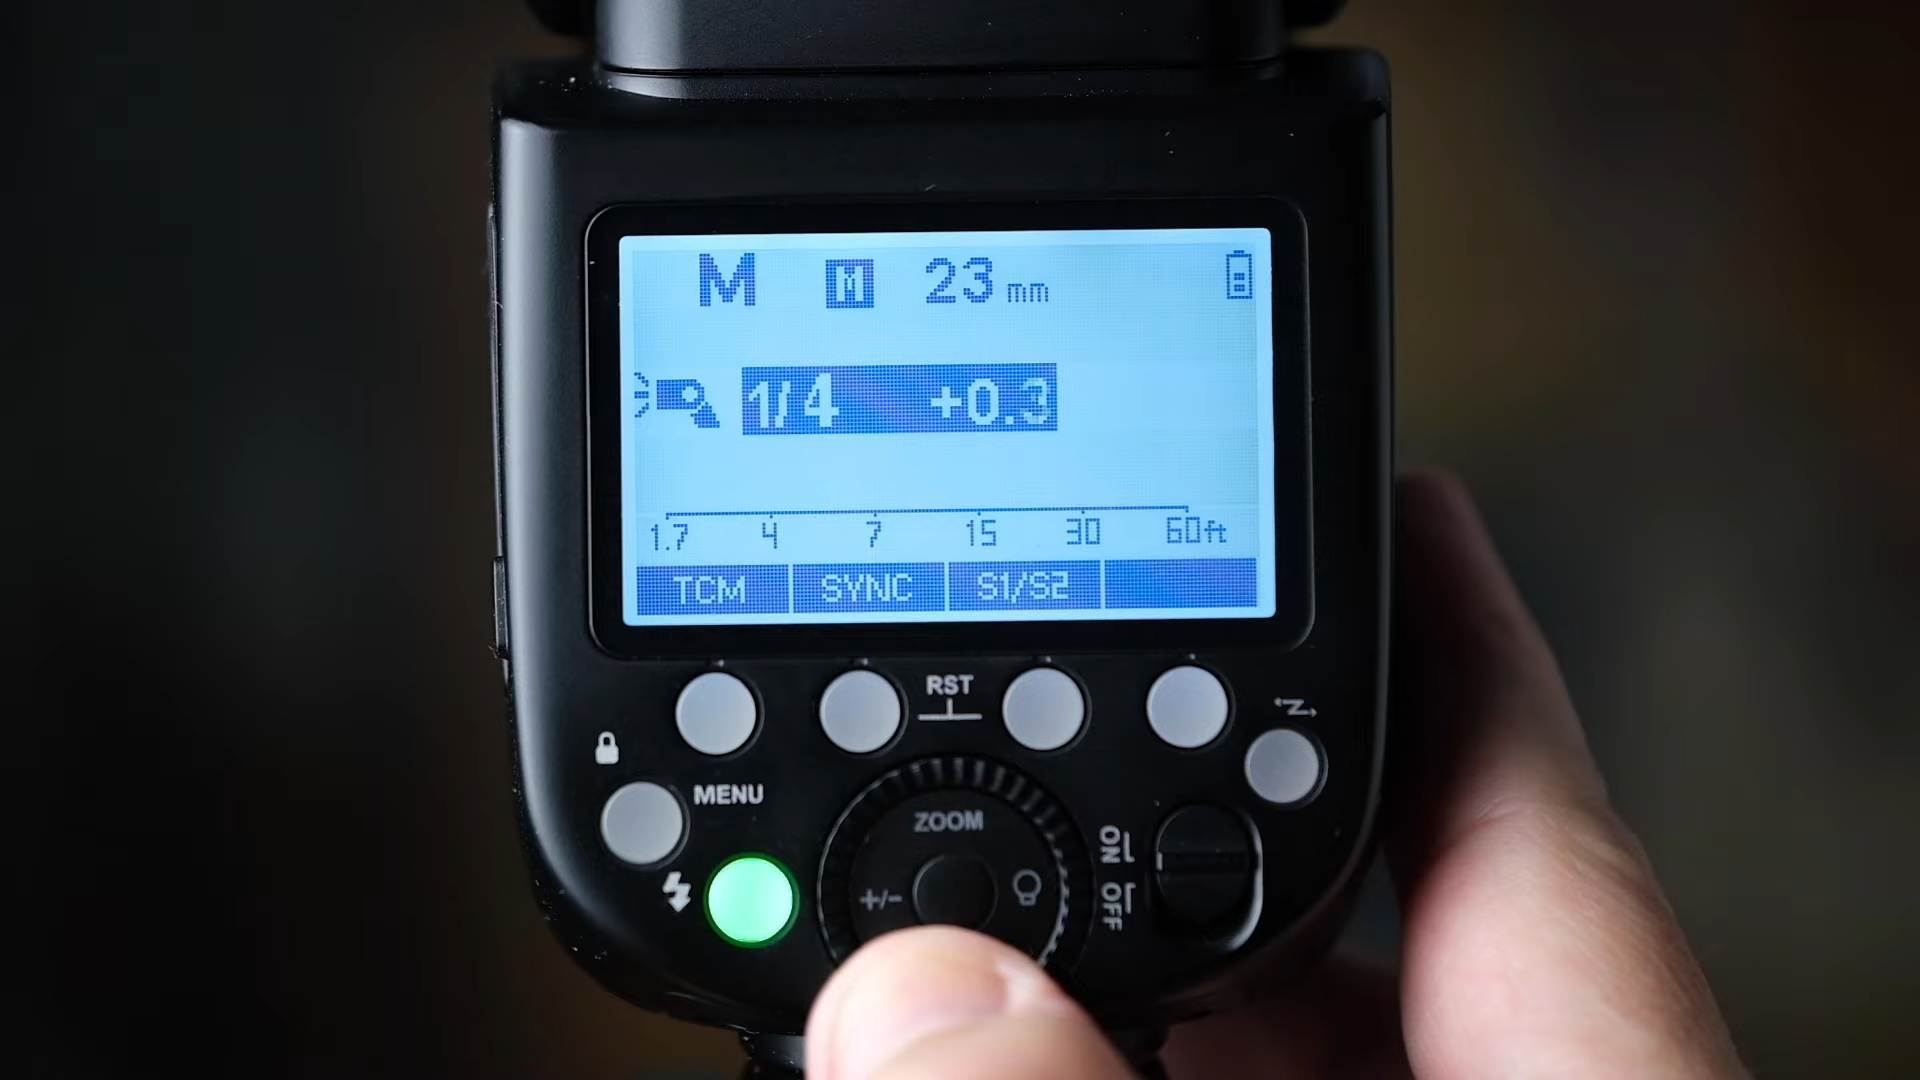 M M 23 mm
1/4 +0.3
1.7 4 7 15 30 60ft
TCM SYNC S1/S2
RST
MENU
ZOOM
+/-
ON
OFF